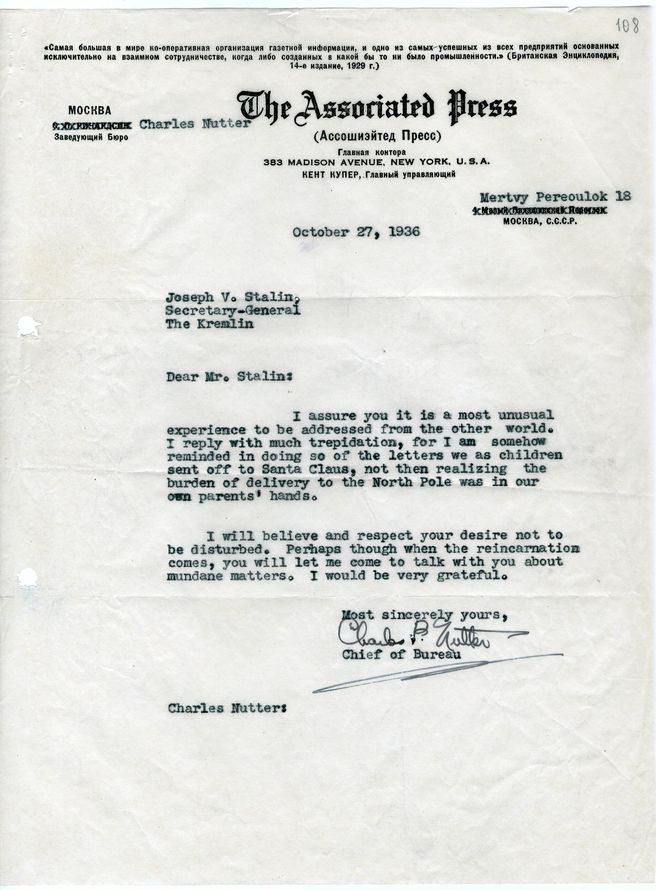 108
«Самая большая в мире ко-оперативная организация газетной информации, и одно из самых успешных из всех предприятий основанных
исключительно на взаимном сотрудничестве, когда либо созданных в какой бы то ни было промышленности.» (Британская Энциклопедия,
14-ое издание, 1929 г.)
The Associated Press
МОСКВА
Charles Nutter
Заведующий Бюро
(Ассошиэйтед Пресс)
Главная контора
383 MADISON AVENUE, NEW YORK, U.S.A.
КЕНТ КУПЕР, Главный управляющий
Mertvy Pereoulok 18
МОСКВА, С.С.С.Р.
October 27, 1936
Joseph V. Stalin,
Secretary-General
The Kremlin
Dear Mr. Stalin:
I assure you it is a most unusual
experience to be addressed from the other world.
I reply with much trepidation, for I am somehow
reminded in doing so of the letters we as children
sent off to Santa Claus, not then realizing the
burden of delivery to the North Pole was in our
own parents' hands.
I will believe and respect your desire not to
be disturbed. Perhaps though when the reincarnation
comes, you will let me come to talk with you about
mundane matters. I would be very grateful.
Most sincerely yours,
Charles P. Nutter
Chief of Bureau
Charles Nutter: